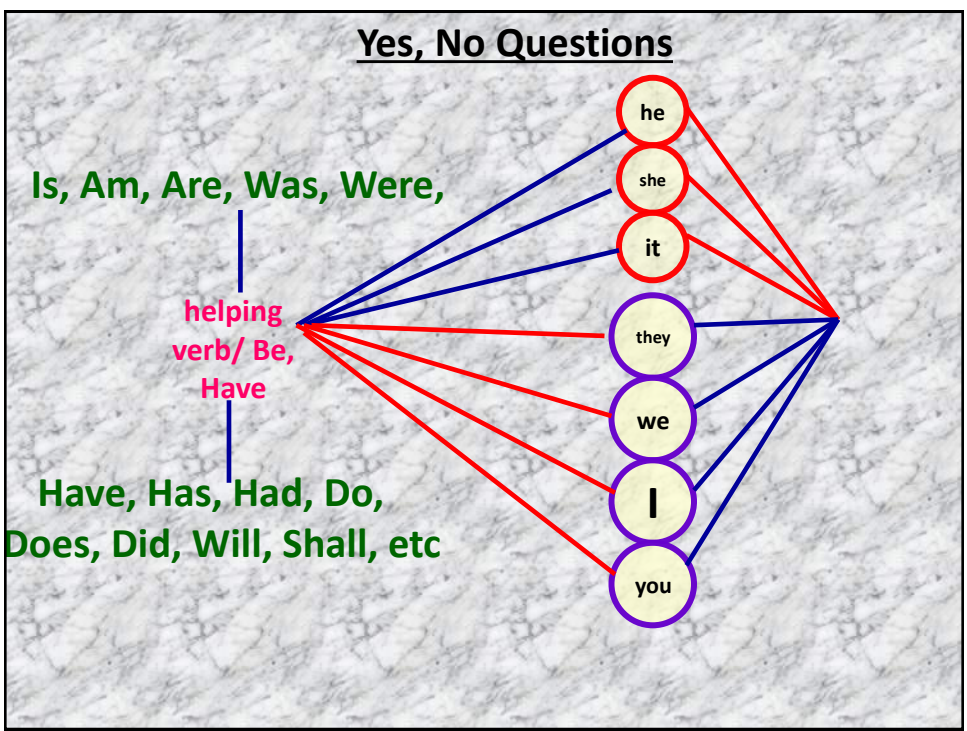 Yes, No Questions
he
Is, Am, Are, Was, Were,
she
it
helping
verb/ Be,
Have
they
we
Have, Has, Had, Do,
Does, Did, Will, Shall, etc
I
you